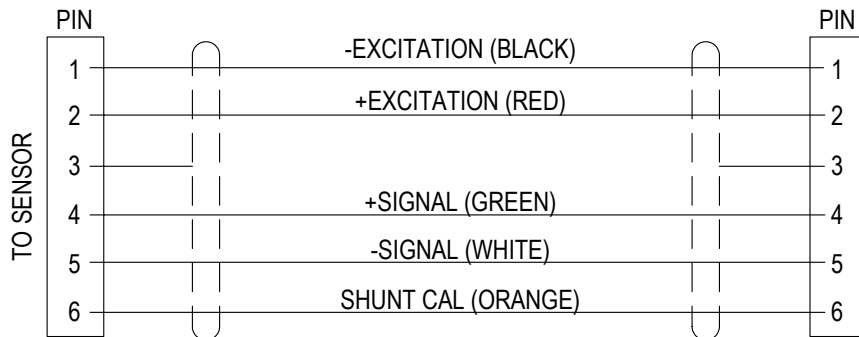 PIN PIN
1 -EXCITATION (BLACK) 1
2 +EXCITATION (RED) 2
3 3
4 +SIGNAL (GREEN) 4
5 -SIGNAL (WHITE) 5
6 SHUNT CAL (ORANGE) 6
TO SENSOR